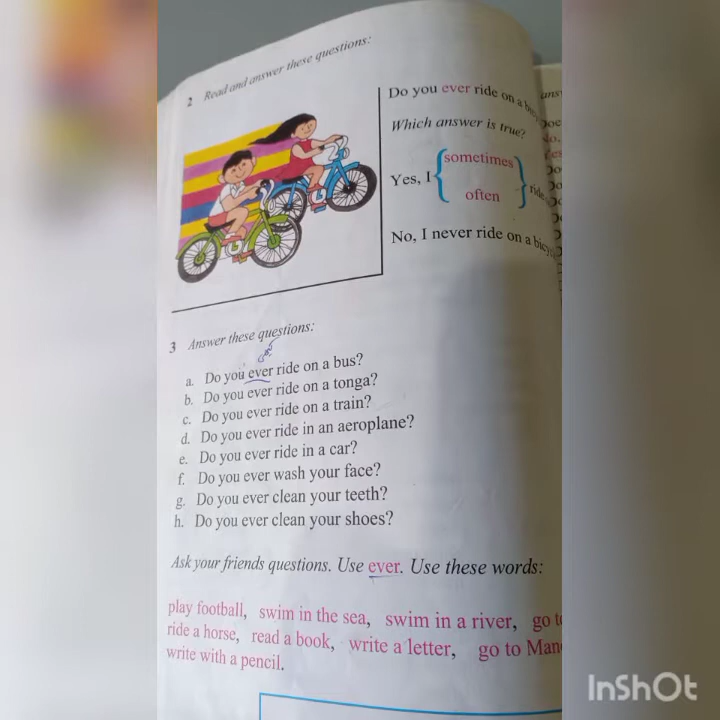 2 Read and answer these questions:
Do you ever ride on a
Which answer is true?
Yes, I { sometimes
often } ride
No, I never ride on a
3 Answer these questions:
a. Do you ever ride on a bus?
b. Do you ever ride on a tonga?
c. Do you ever ride on a train?
d. Do you ever ride in an aeroplane?
e. Do you ever ride in a car?
f. Do you ever wash your face?
g. Do you ever clean your teeth?
h. Do you ever clean your shoes?
Ask your friends questions. Use ever. Use these words:
play football, swim in the sea, swim in a river, go
ride a horse, read a book, write a letter, go to
write with a pencil.
InShOt